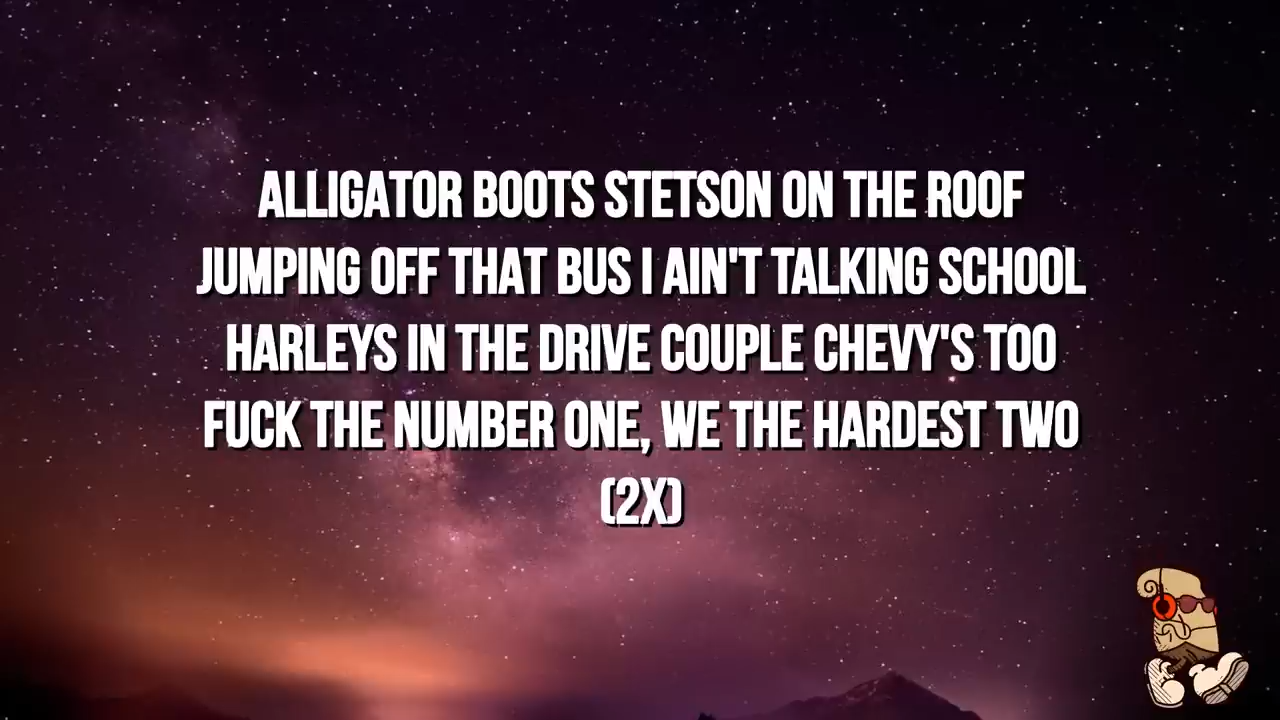 ALLIGATOR BOOTS STETSON ON THE ROOF
JUMPING OFF THAT BUS I AIN'T TALKING SCHOOL
HARLEYS IN THE DRIVE COUPLE CHEVY'S TOO
FUCK THE NUMBER ONE, WE THE HARDEST TWO
(2X)